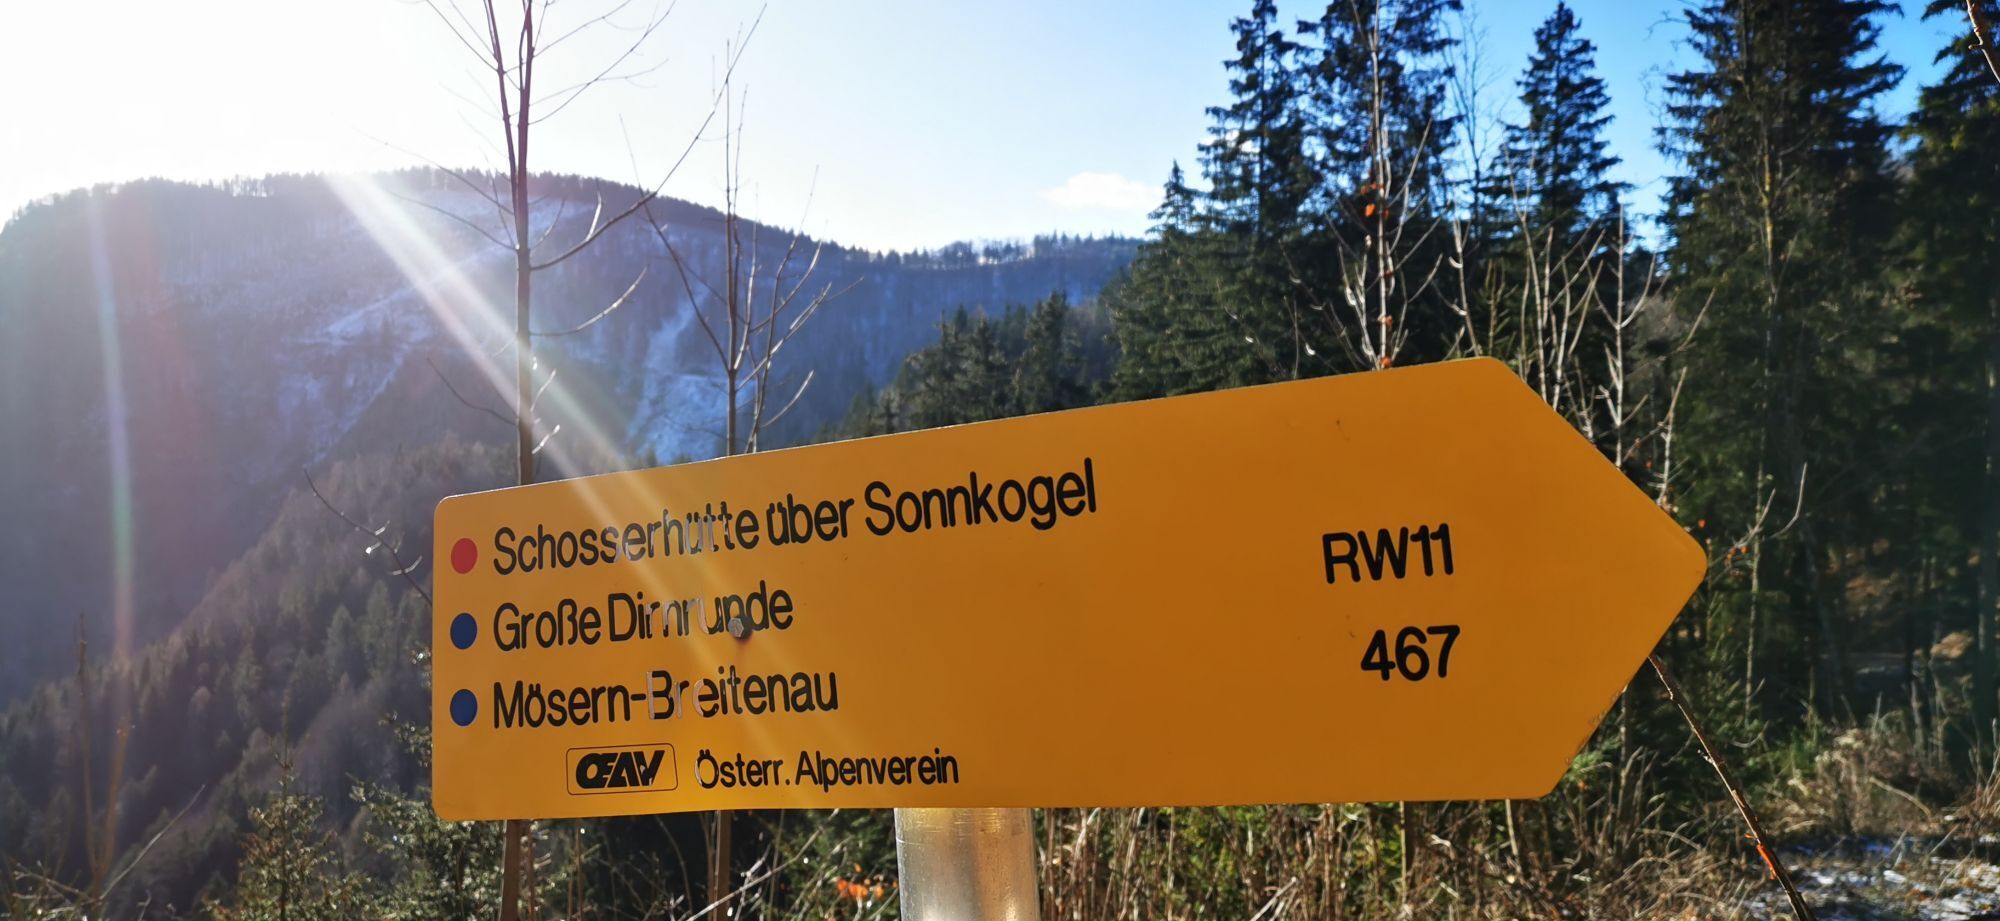 Schosserhütte über Sonnkogel
Große Dirnrunde
RW11
Mösern-Breitenau
467
OEAV Österr. Alpenverein